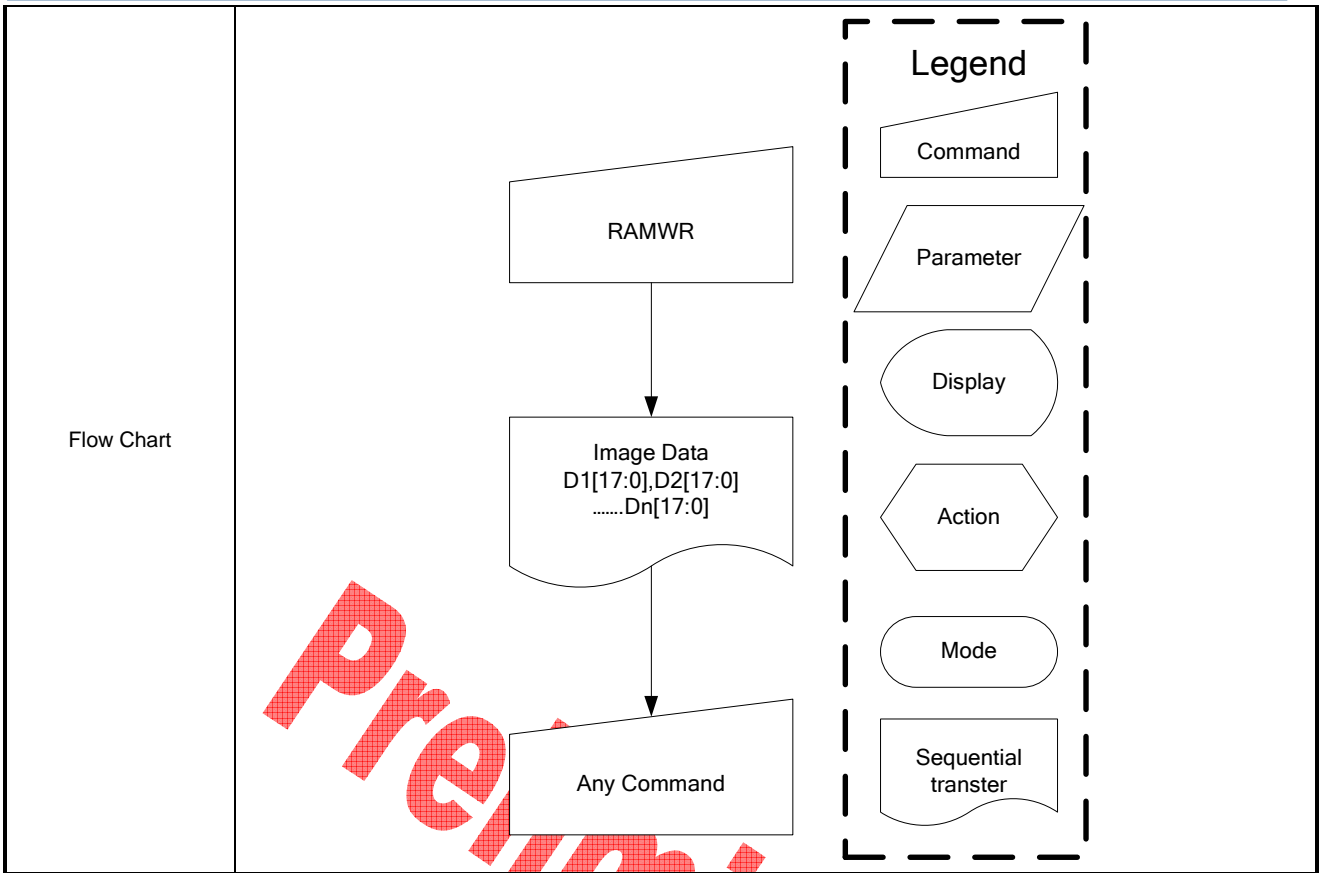 Flow Chart
RAMWR
Image Data
D1[17:0],D2[17:0]
.......Dn[17:0]
Any Command
Legend
Command
Parameter
Display
Action
Mode
Sequential
transter